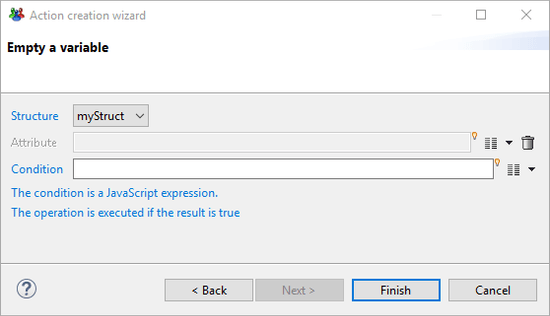 Action creation wizard
Empty a variable
Structure myStruct
Attribute
Condition
The condition is a JavaScript expression.
The operation is executed if the result is true
? < Back Next > Finish Cancel